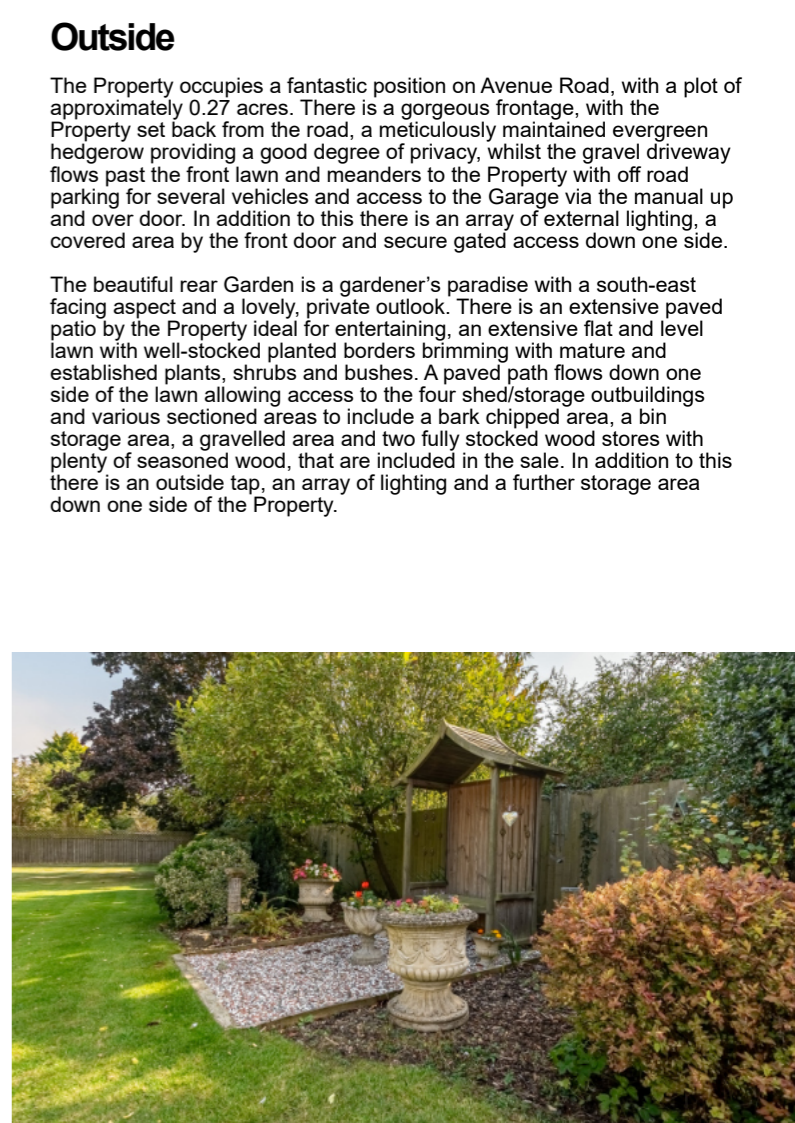 Outside
The Property occupies a fantastic position on Avenue Road, with a plot of
approximately 0.27 acres. There is a gorgeous frontage, with the
Property set back from the road, a meticulously maintained evergreen
hedgerow providing a good degree of privacy, whilst the gravel driveway
flows past the front lawn and meanders to the Property with off road
parking for several vehicles and access to the Garage via the manual up
and over door. In addition to this there is an array of external lighting, a
covered area by the front door and secure gated access down one side.
The beautiful rear Garden is a gardener’s paradise with a south-east
facing aspect and a lovely, private outlook. There is an extensive paved
patio by the Property ideal for entertaining, an extensive flat and level
lawn with well-stocked planted borders brimming with mature and
established plants, shrubs and bushes. A paved path flows down one
side of the lawn allowing access to the four shed/storage outbuildings
and various sectioned areas to include a bark chipped area, a bin
storage area, a gravelled area and two fully stocked wood stores with
plenty of seasoned wood, that are included in the sale. In addition to this
there is an outside tap, an array of lighting and a further storage area
down one side of the Property.